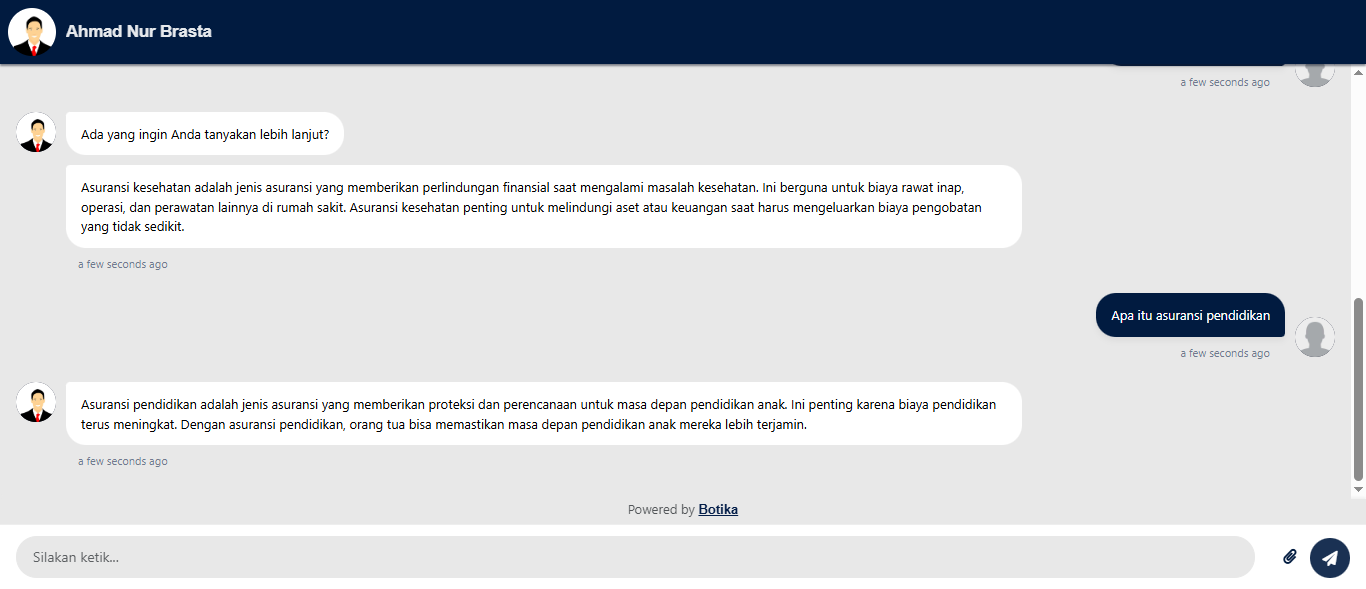 Ahmad Nur Brasta
a few seconds ago
Ada yang ingin Anda tanyakan lebih lanjut?
Asuransi kesehatan adalah jenis asuransi yang memberikan perlindungan finansial saat mengalami masalah kesehatan. Ini berguna untuk biaya rawat inap,
operasi, dan perawatan lainnya di rumah sakit. Asuransi kesehatan penting untuk melindungi aset atau keuangan saat harus mengeluarkan biaya pengobatan
yang tidak sedikit.
a few seconds ago
Apa itu asuransi pendidikan
a few seconds ago
Asuransi pendidikan adalah jenis asuransi yang memberikan proteksi dan perencanaan untuk masa depan pendidikan anak. Ini penting karena biaya pendidikan
terus meningkat. Dengan asuransi pendidikan, orang tua bisa memastikan masa depan pendidikan anak mereka lebih terjamin.
a few seconds ago
Powered by Botika
Silakan ketik...